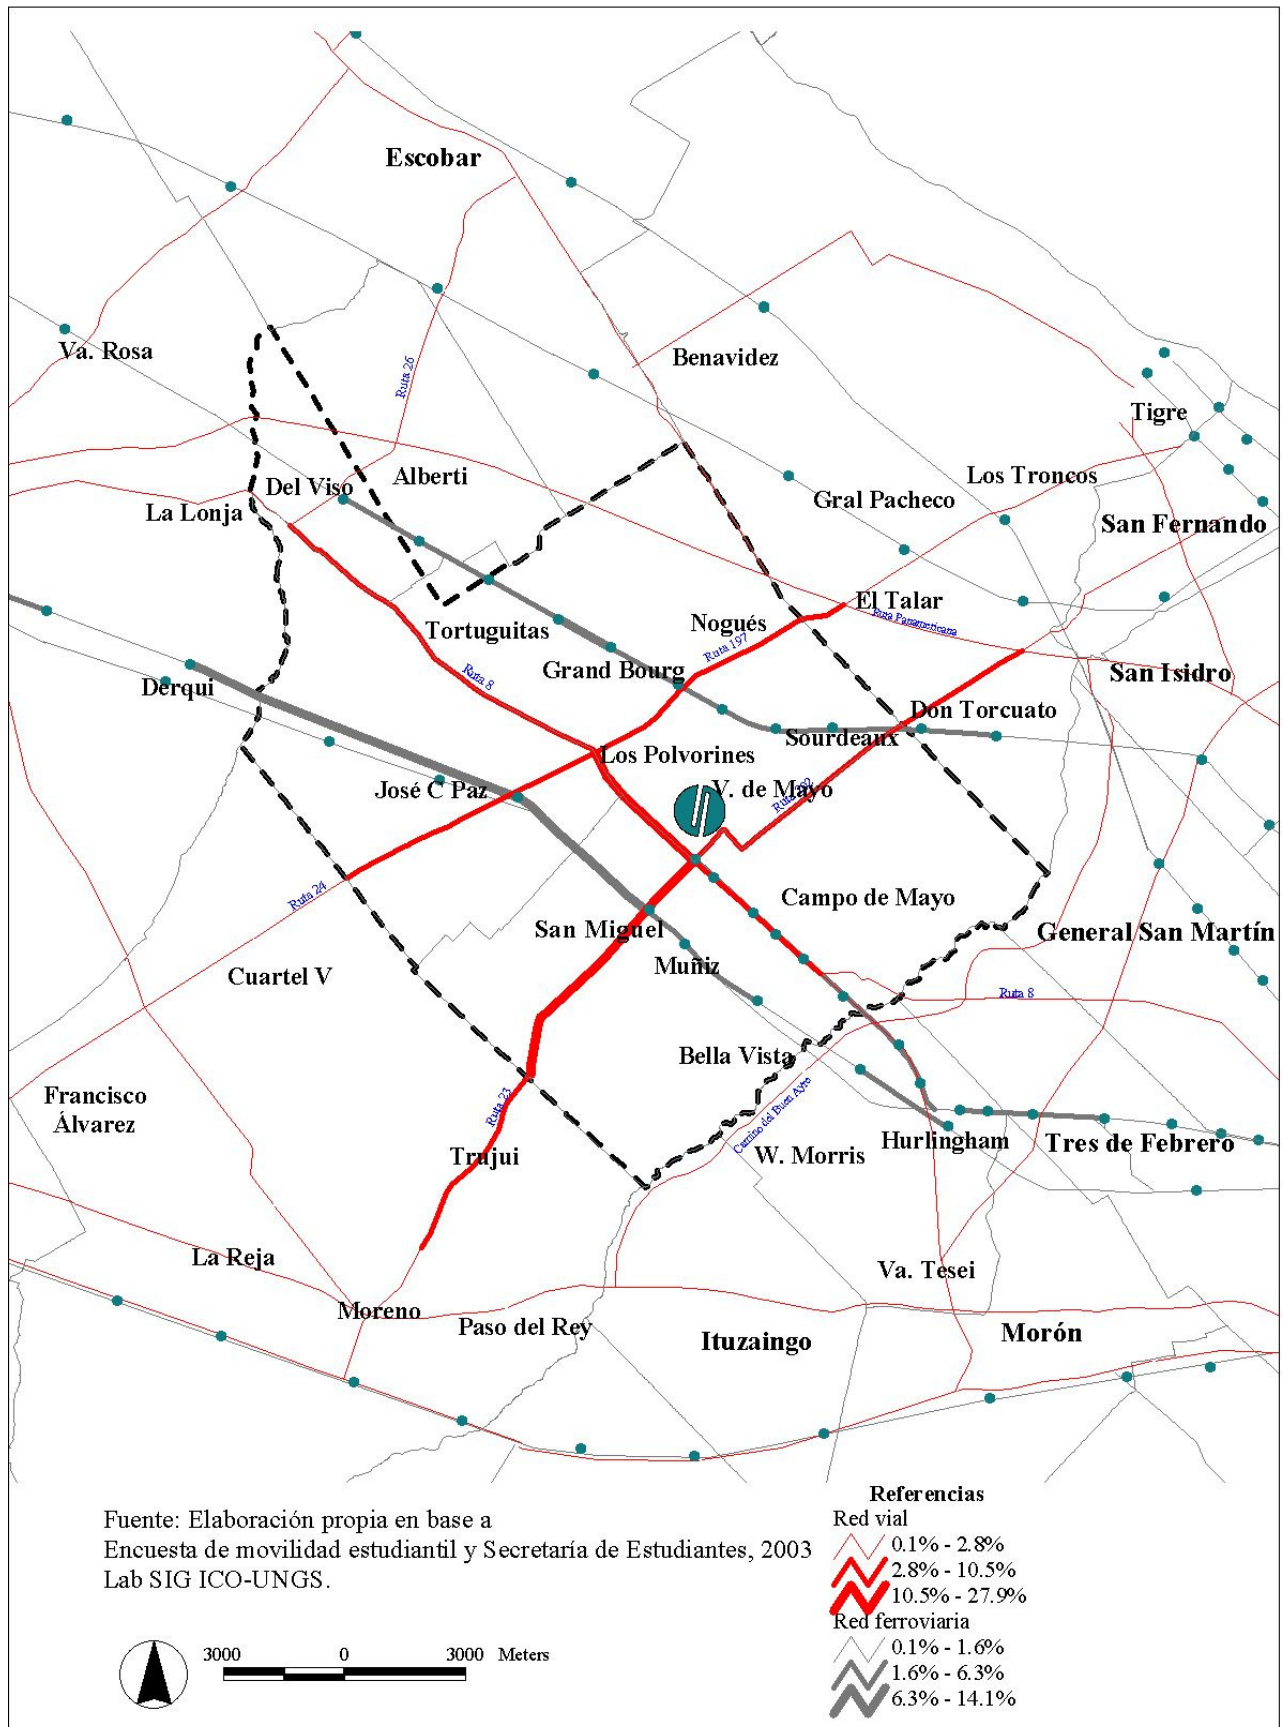 Escobar
Va. Rosa
Benavidez
Ruta 26
Tigre
Del Viso
Alberti
Los Troncos
La Lonja
Gral Pacheco
San Fernando
El Talar
Nogués
Ruta Panamericana
Tortuguitas
Ruta 197
Grand Bourg
Ruta 8
San Isidro
Derqui
Don Torcuato
Sourdeaux
Los Polvorines
José C Paz
V. de Mayo
Ruta 202
Ruta 24
Campo de Mayo
San Miguel
General San Martín
Muñiz
Cuartel V
Ruta 8
Bella Vista
Francisco
Álvarez
Ruta 23
Camino del Buen Ayre
Hurlingham
Tres de Febrero
Trujui
W. Morris
La Reja
Va. Tesei
Moreno
Paso del Rey
Ituzaingo
Morón
Fuente: Elaboración propia en base a
Encuesta de movilidad estudiantil y Secretaría de Estudiantes, 2003
Lab SIG ICO-UNGS.
3000 0 3000 Meters
Referencias
Red vial
0.1% - 2.8%
2.8% - 10.5%
10.5% - 27.9%
Red ferroviaria
0.1% - 1.6%
1.6% - 6.3%
6.3% - 14.1%